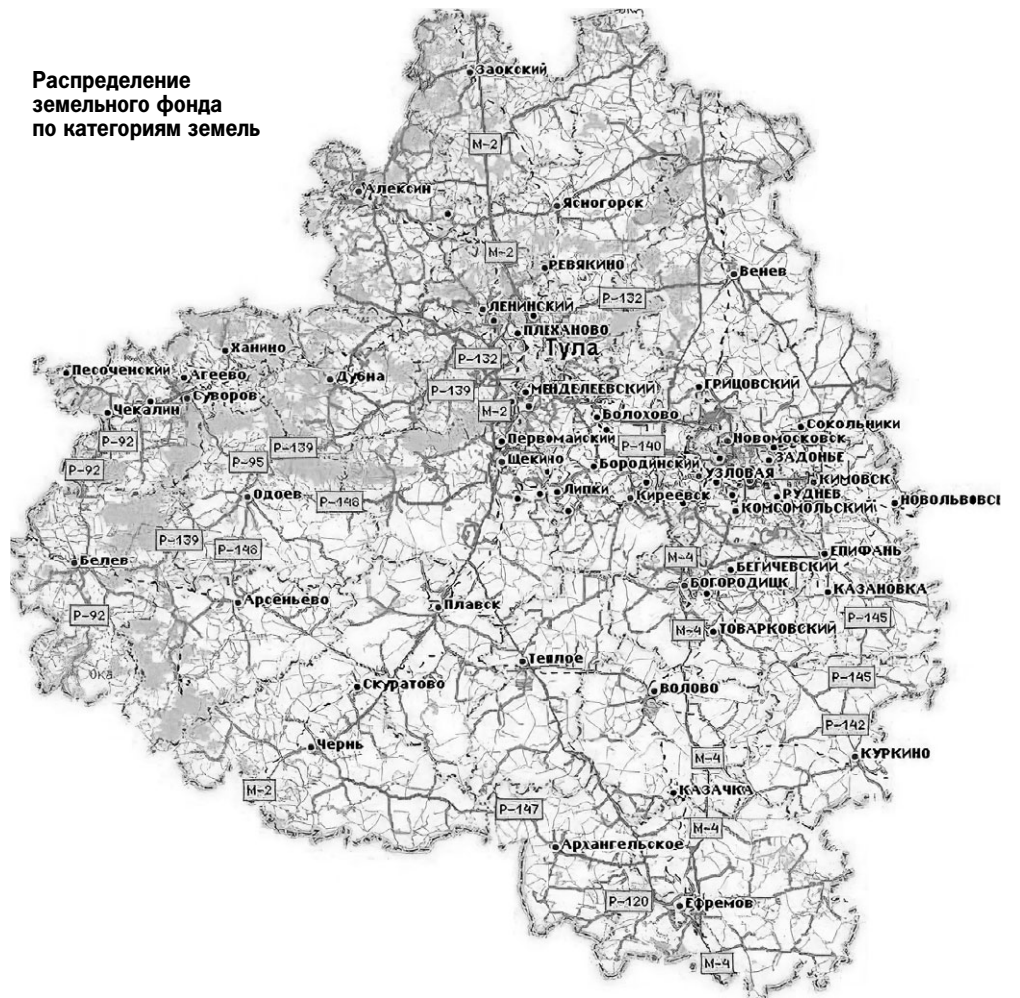 Распределение
земельного фонда
по категориям земель
Заокский
М-2
Алексин
Ясногорск
М-2
РЕВЯКИНО
Венев
Р-132
ЛЕНИНСКИЙ
ПЛЕХАНОВО
Тула
Ханино
Р-132
Песоченский
Агеево
Дубна
Р-139
МЕНДЕЛЕЕВСКИЙ
ГРИЦОВСКИЙ
Суворов
Чекалин
М-2
Болохово
Сокольники
Р-92
Р-139
Первомайский
Р-140
Новомосковск
Р-92
Р-95
Щекино
Бородинский
ЗАДОНЬЕ
УЗЛОВАЯ
КИМОВСК
Одоев
Р-148
Липки
Киреевск
РУДНЕВ
НОВОЛЬВОВСК
КОМСОМОЛЬСКИЙ
Р-139
Р-148
ЕПИФАНЬ
Белев
М-4
БЕГИЧЕВСКИЙ
БОГОРОДИЦК
КАЗАНОВКА
Арсеньево
Плавск
Р-92
Р-145
М-4
ТОВАРКОВСКИЙ
Теплое
Ока
Скуратово
ВОЛОВО
Р-145
Р-142
Чернь
КУРКИНО
М-4
М-2
КАЗАЧКА
Р-147
М-4
Архангельское
Р-120
Ефремов
М-4